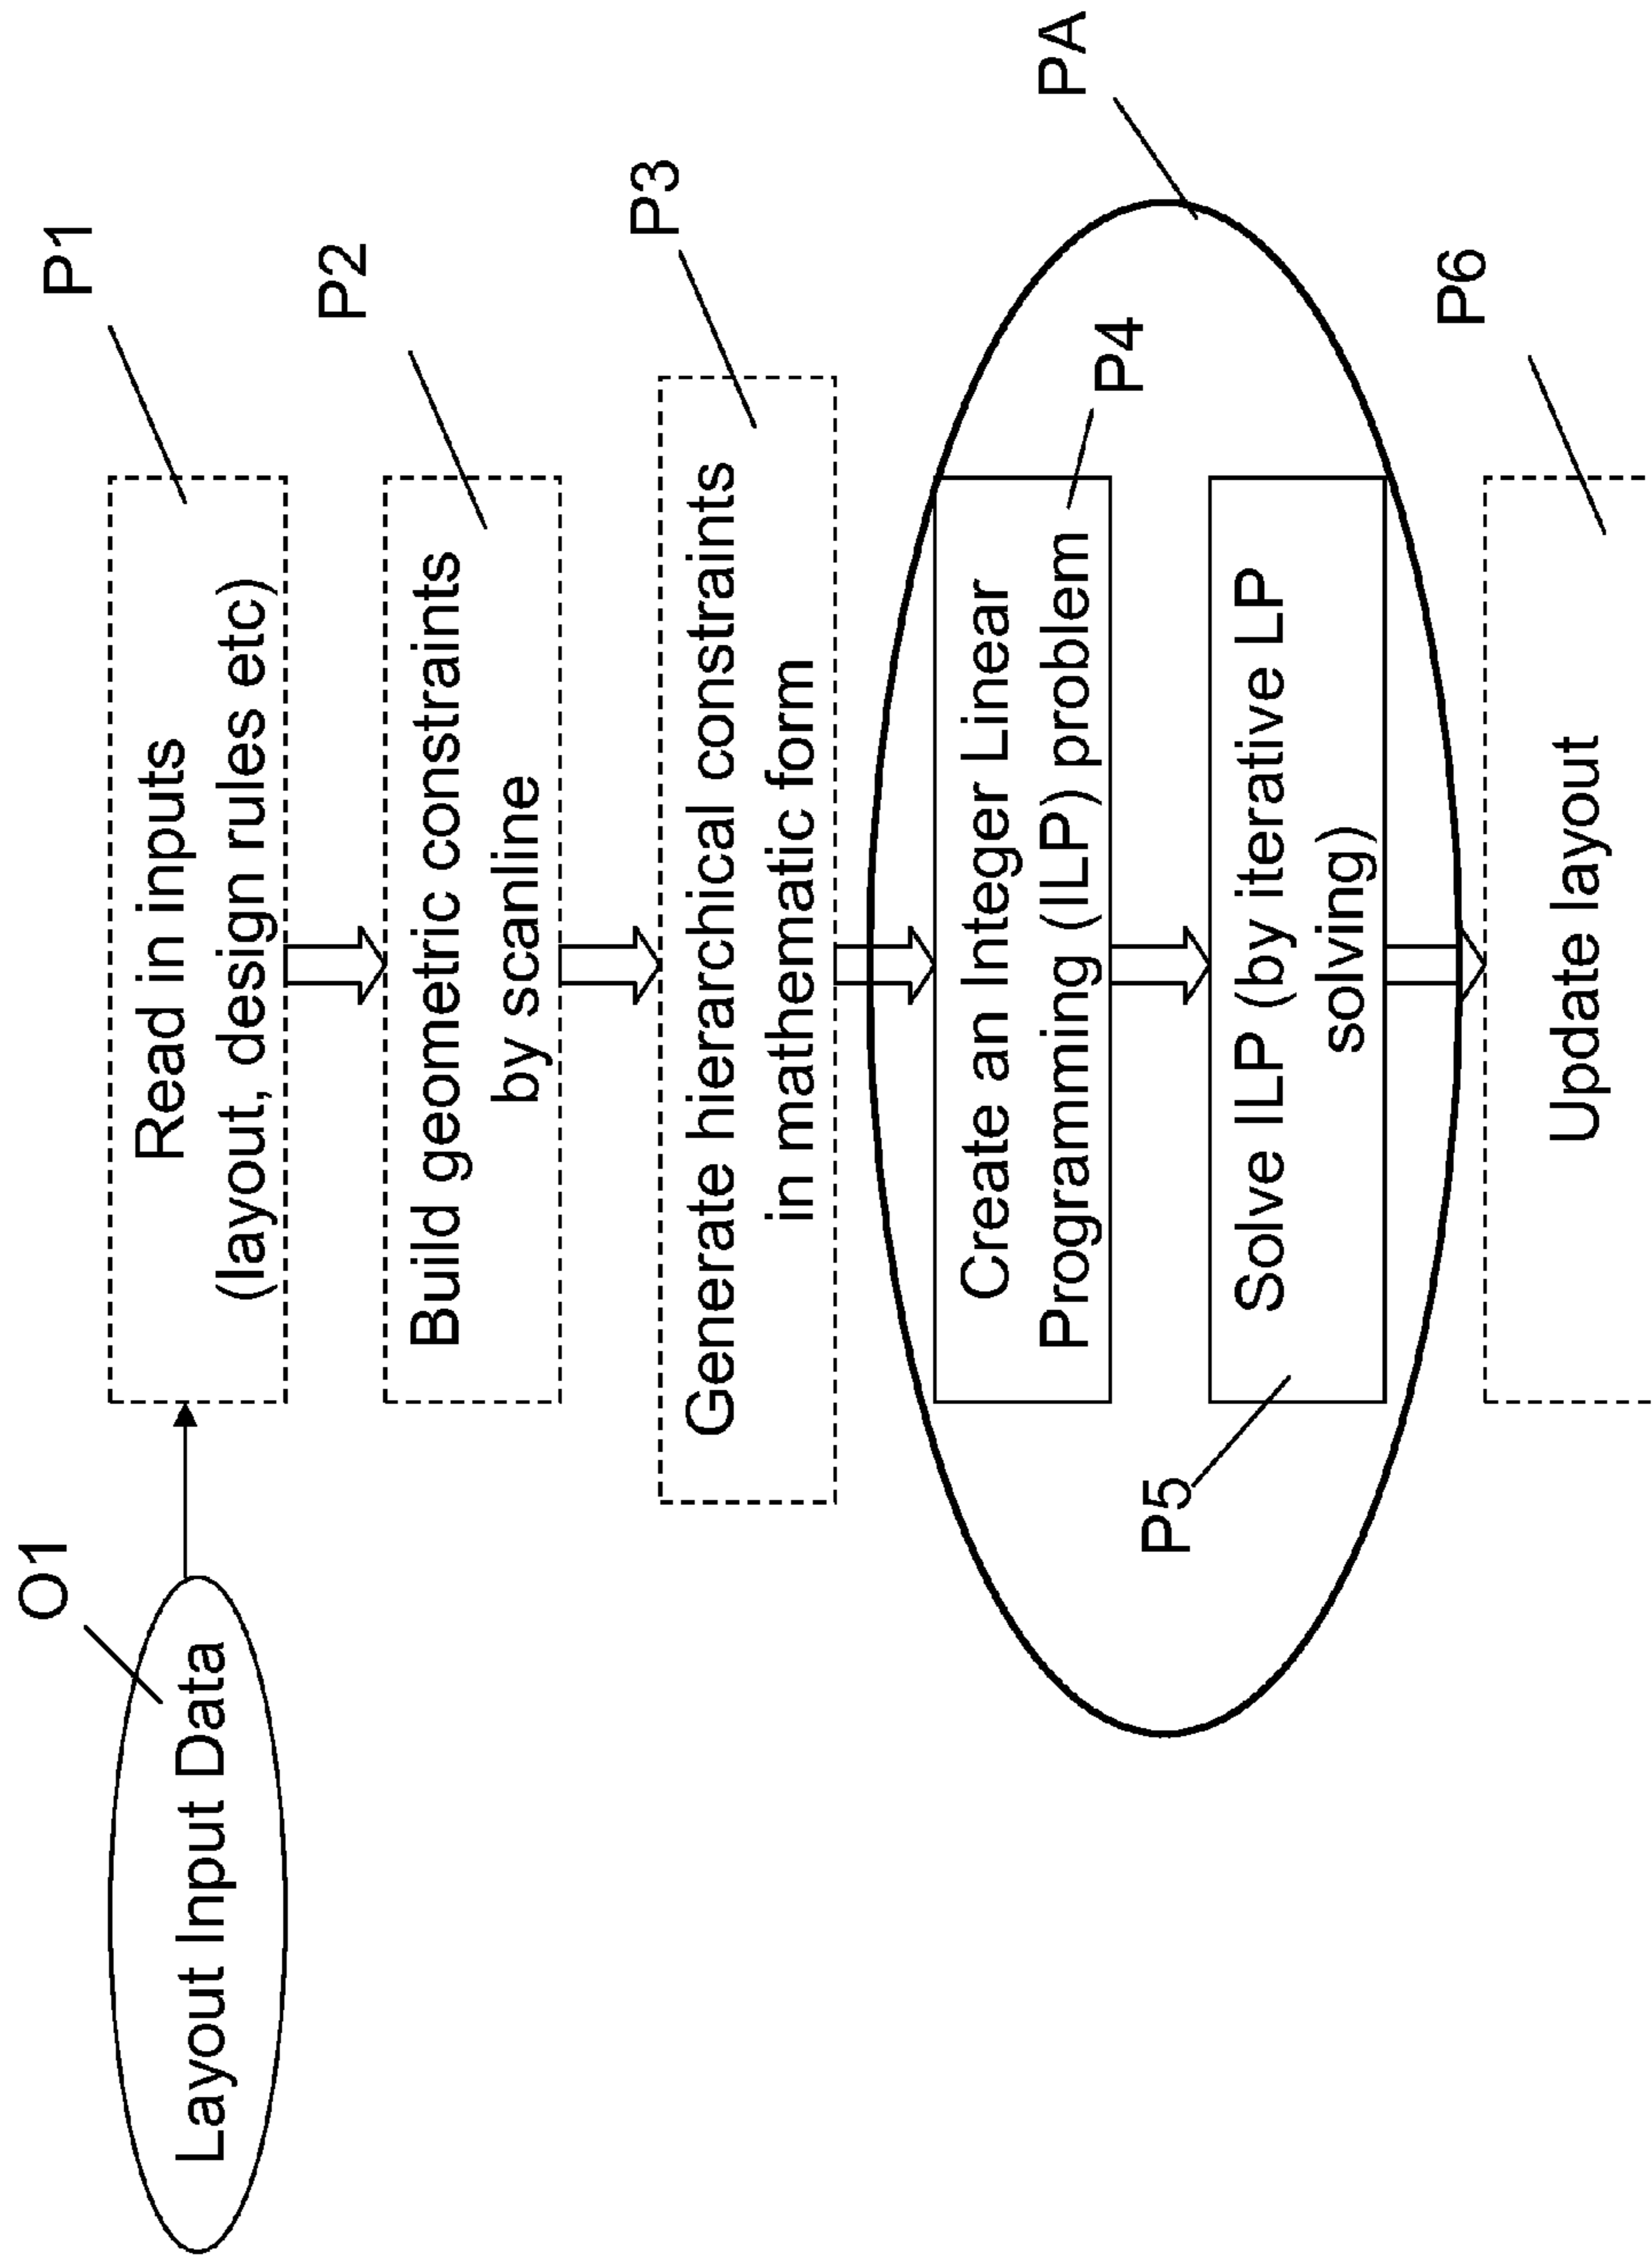 O1
Layout Input Data
P1
Read in inputs
(layout, design rules etc)
P2
Build geometric constraints
by scanline
P3
Generate hierarchical constraints
in mathematic form
PA
P4
Create an Integer Linear
Programming (ILP) problem
P5
Solve ILP (by iterative LP
solving)
P6
Update layout